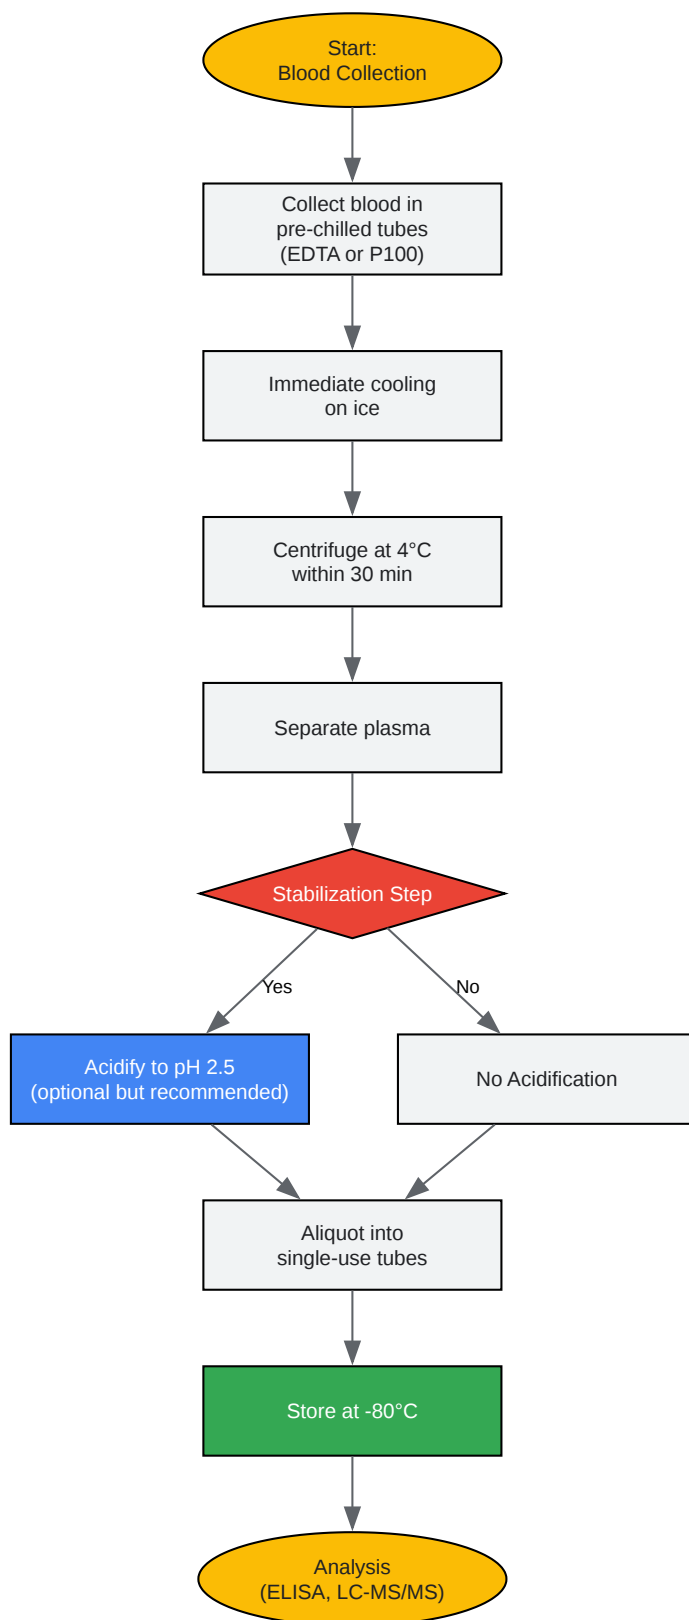 Start:
Blood Collection
Collect blood in
pre-chilled tubes
(EDTA or P100)
Immediate cooling
on ice
Centrifuge at 4°C
within 30 min
Separate plasma
Stabilization Step
Yes
No
Acidify to pH 2.5
(optional but recommended)
No Acidification
Aliquot into
single-use tubes
Store at -80°C
Analysis
(ELISA, LC-MS/MS)